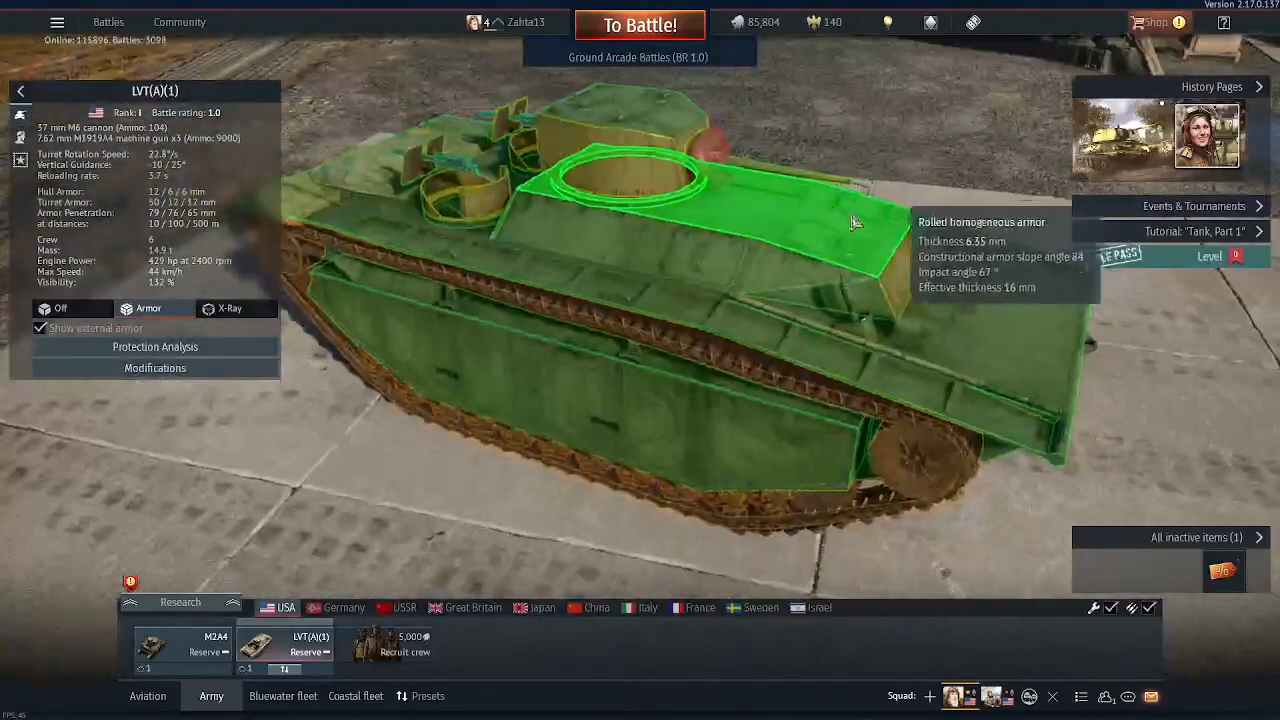 Version 2.17.0.137
Battles
Community
4
Zahta13
To Battle!
85,804
140
Shop
Online: 115896, Battles: 3098
Ground Arcade Battles (BR 1.0)
LVT(A)(1)
Rank: I Battle rating: 1.0
37 mm M6 cannon (Ammo: 104)
7.62 mm M1919A4 machine gun x3 (Ammo: 9000)
Turret Rotation Speed: 22.8°/s
Vertical Guidance: -10 / 25°
Reloading rate: 3.7 s
Hull Armor: 12 / 6 / 6 mm
Turret Armor: 50 / 12 / 12 mm
Armor Penetration: 79 / 76 / 65 mm
at distances: 10 / 100 / 500 m
Crew 6
Mass: 14.9 t
Engine Power: 429 hp at 2400 rpm
Max Speed: 44 km/h
Visibility: 132 %
Off
Armor
X-Ray
Show external armor
Protection Analysis
Modifications
History Pages
Events & Tournaments
Tutorial: "Tank, Part 1"
LE PASS
Level 0
Rolled homogeneous armor
Thickness 6.35 mm
Constructional armor slope angle 84
Impact angle 67 °
Effective thickness 16 mm
All inactive items (1)
Research
USA
Germany
USSR
Great Britain
Japan
China
Italy
France
Sweden
Israel
M2A4
Reserve
1
LVT(A)(1)
Reserve
1
5,000
Recruit crew
Aviation
Army
Bluewater fleet
Coastal fleet
Presets
Squad:
FPS: 45